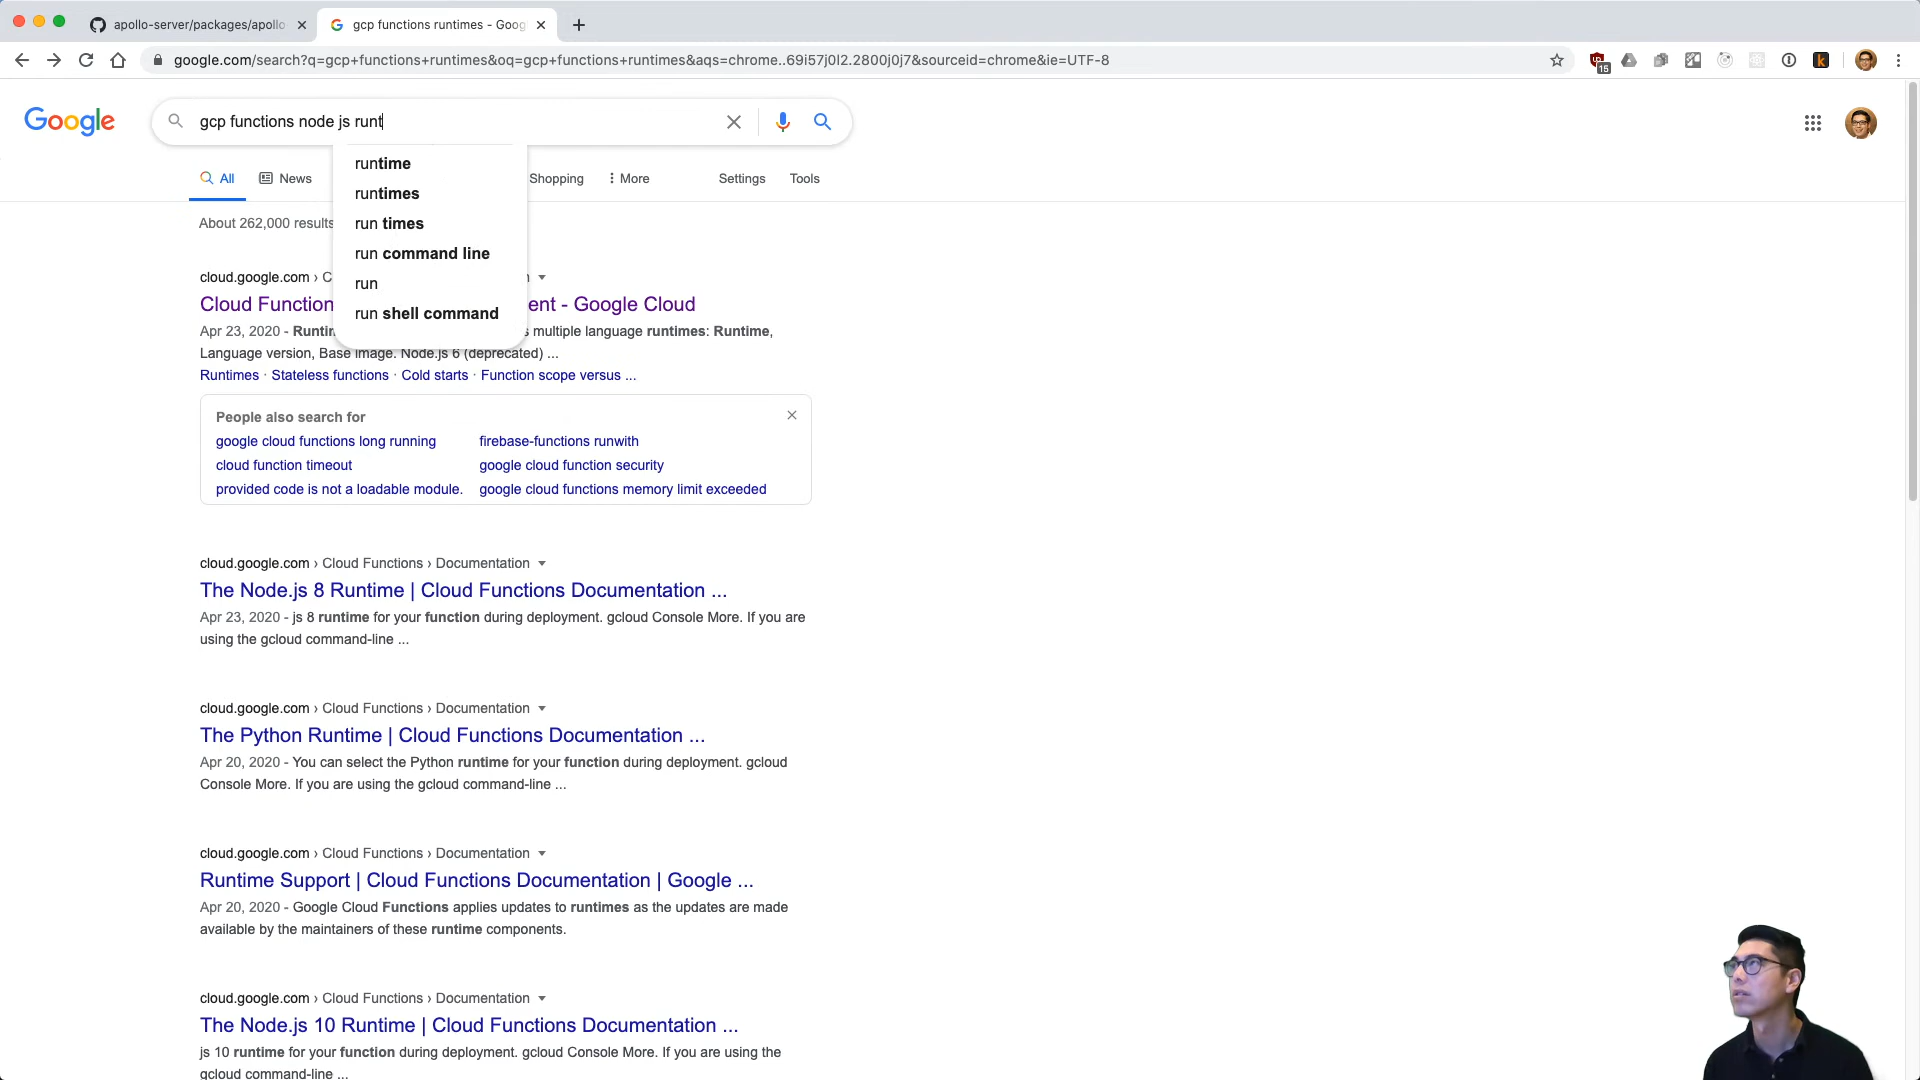 apollo-server/packages/apollo
gcp functions runtimes - Goog
google.com/search?q=gcp+functions+runtimes&oq=gcp+functions+runtimes&aqs=chrome..69i57j0l2.2800j0j7&sourceid=chrome&ie=UTF-8
15
k
Google
gcp functions node js runt
runtime
runtimes
run times
run command line
run
run shell command
All
News
Shopping
More
Settings
Tools
About 262,000 results
cloud.google.com › C
Cloud Function
ent - Google Cloud
Apr 23, 2020 - Runtim
s multiple language runtimes: Runtime,
Language version, Base image. Node.js 6 (deprecated) ...
Runtimes · Stateless functions · Cold starts · Function scope versus ...
People also search for
google cloud functions long running
firebase-functions runwith
cloud function timeout
google cloud function security
provided code is not a loadable module.
google cloud functions memory limit exceeded
cloud.google.com › Cloud Functions › Documentation
The Node.js 8 Runtime | Cloud Functions Documentation ...
Apr 23, 2020 - js 8 runtime for your function during deployment. gcloud Console More. If you are
using the gcloud command-line ...
cloud.google.com › Cloud Functions › Documentation
The Python Runtime | Cloud Functions Documentation ...
Apr 20, 2020 - You can select the Python runtime for your function during deployment. gcloud
Console More. If you are using the gcloud command-line ...
cloud.google.com › Cloud Functions › Documentation
Runtime Support | Cloud Functions Documentation | Google ...
Apr 20, 2020 - Google Cloud Functions applies updates to runtimes as the updates are made
available by the maintainers of these runtime components.
cloud.google.com › Cloud Functions › Documentation
The Node.js 10 Runtime | Cloud Functions Documentation ...
js 10 runtime for your function during deployment. gcloud Console More. If you are using the
gcloud command-line ...